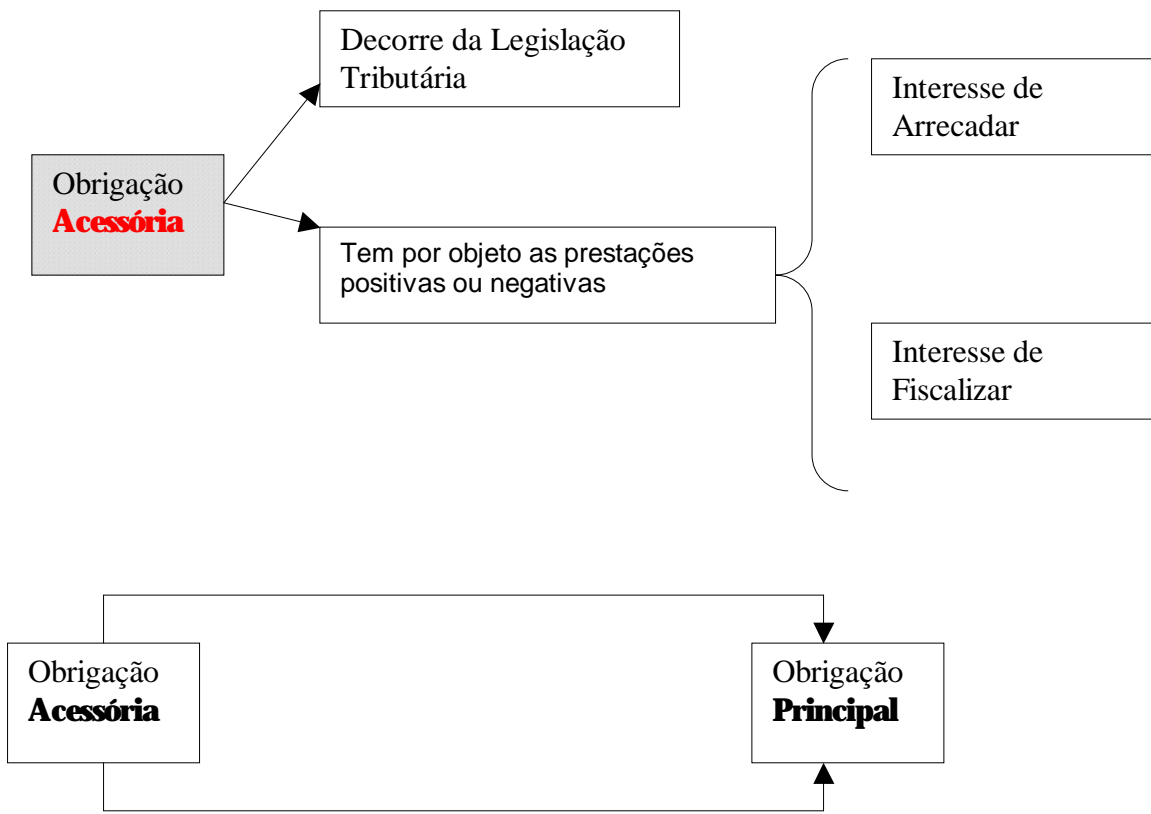 Decorre da Legislação
Tributária
Interesse de
Arrecadar
Obrigação
Acessória
Tem por objeto as prestações
positivas ou negativas
Interesse de
Fiscalizar
Obrigação
Acessória
Obrigação
Principal